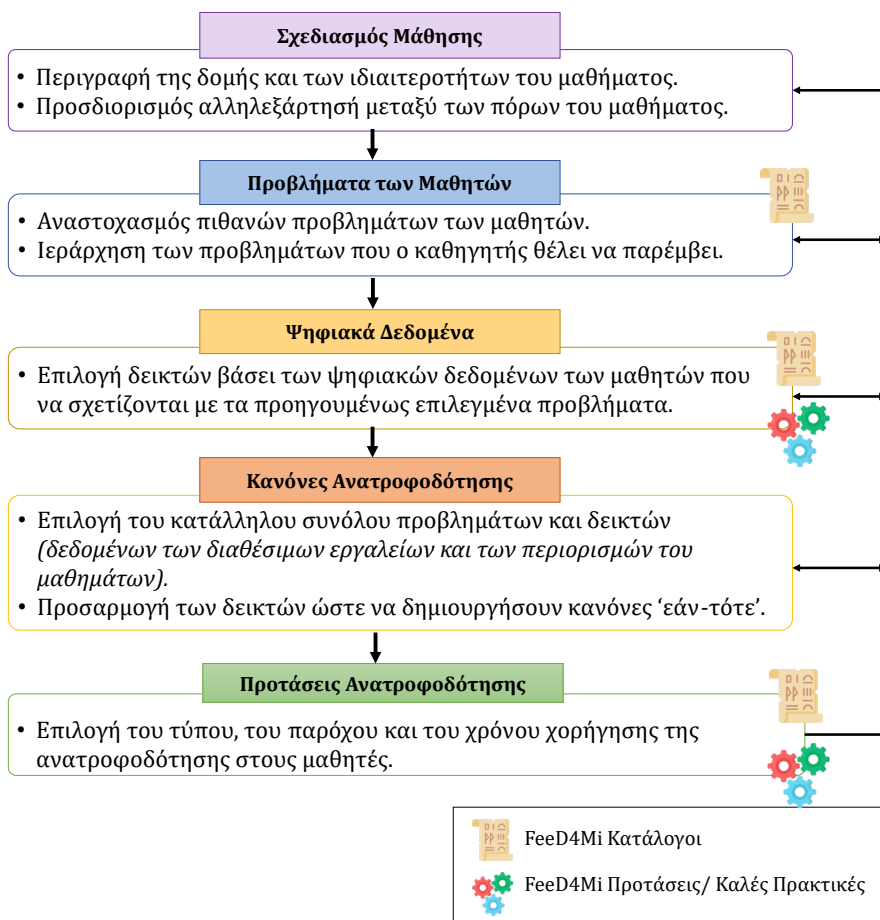 Σχεδιασμός Μάθησης
• Περιγραφή της δομής και των ιδιαιτεροτήτων του μαθήματος.
• Προσδιορισμός αλληλεξάρτησή μεταξύ των πόρων του μαθήματος.
Προβλήματα των Μαθητών
• Αναστοχασμός πιθανών προβλημάτων των μαθητών.
• Ιεράρχηση των προβλημάτων που ο καθηγητής θέλει να παρέμβει.
Ψηφιακά Δεδομένα
• Επιλογή δεικτών βάσει των ψηφιακών δεδομένων των μαθητών που
να σχετίζονται με τα προηγουμένως επιλεγμένα προβλήματα.
Κανόνες Ανατροφοδότησης
• Επιλογή του κατάλληλου συνόλου προβλημάτων και δεικτών
(δεδομένων των διαθέσιμων εργαλείων και των περιορισμών του
μαθημάτων).
• Προσαρμογή των δεικτών ώστε να δημιουργήσουν κανόνες ‘εάν-τότε’.
Προτάσεις Ανατροφοδότησης
• Επιλογή του τύπου, του παρόχου και του χρόνου χορήγησης της
ανατροφοδότησης στους μαθητές.
FeeD4Mi Κατάλογοι
FeeD4Mi Προτάσεις/ Καλές Πρακτικές